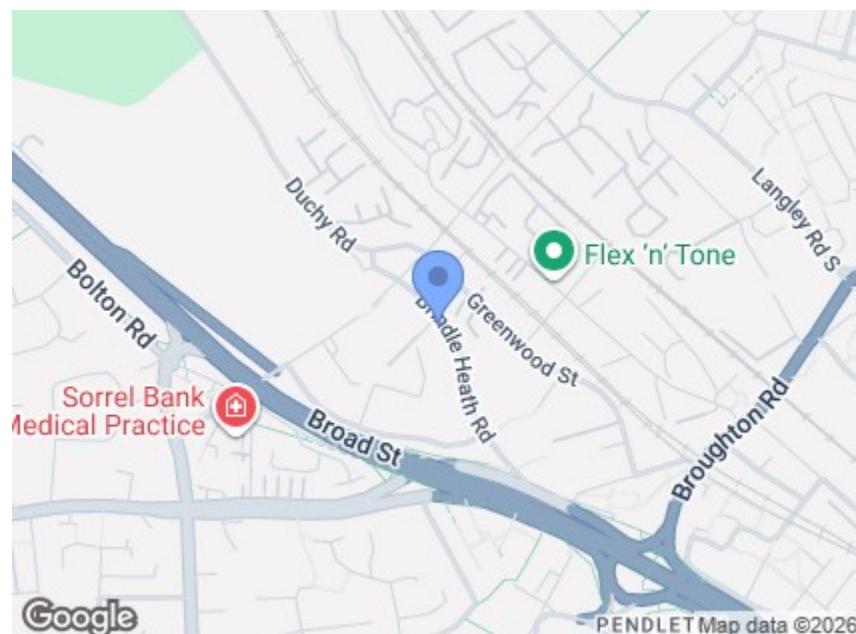 Duchy Rd
Langley Rd S
Flex 'n' Tone
Bolton Rd
Greenwood St
Heath Rd
Sorrel Bank
Medical Practice
Broad St
Broughton Rd
Google
PENDLET
Map data ©2026